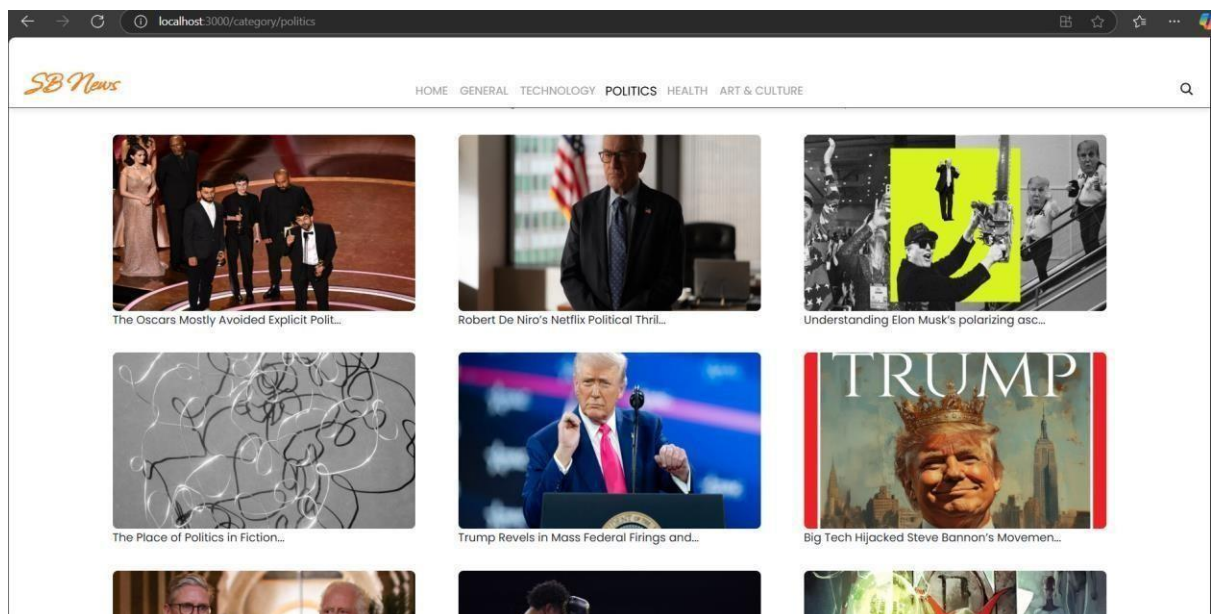 localhost:3000/category/politics
SB News
HOME GENERAL TECHNOLOGY POLITICS HEALTH ART & CULTURE
The Oscars Mostly Avoided Explicit Polit...
Robert De Niro's Netflix Political Thril...
Understanding Elon Musk's polarizing asc...
TRUMP
The Place of Politics in Fiction...
Trump Revels in Mass Federal Firings and...
Big Tech Hijacked Steve Bannon's Movemen...